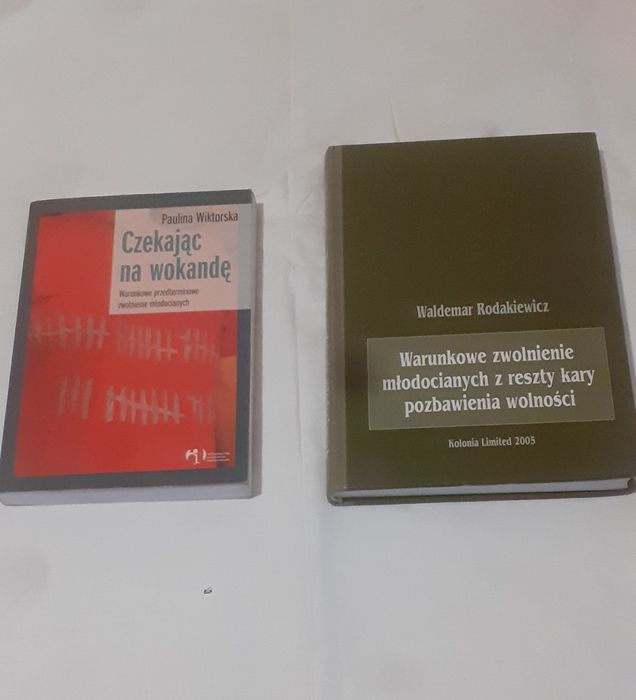 Paulina Wiktorska
Czekając
na wokandę
Warunkowe przedterminowe
zwolnienie młodocianych
Waldemar Rodakiewicz
Warunkowe zwolnienie
młodocianych z reszty kary
pozbawienia wolności
Kolonia Limited 2005